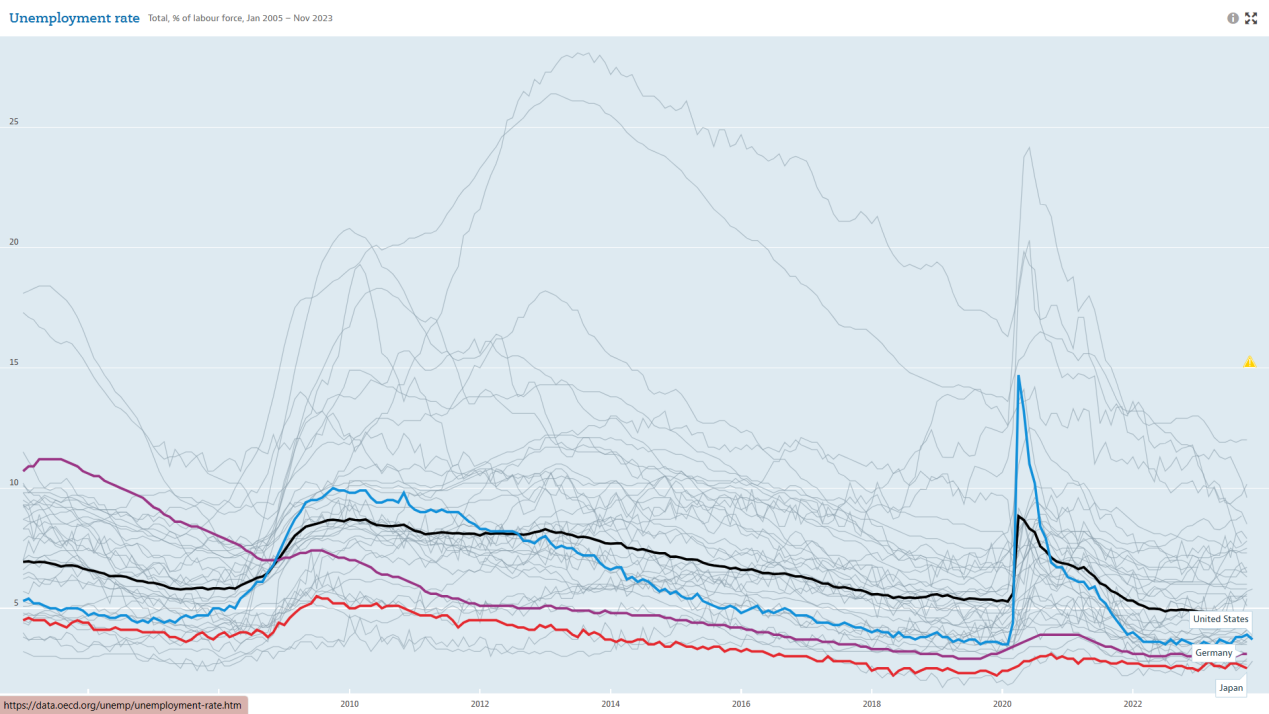 Unemployment rate Total, % of labour force, Jan 2005 – Nov 2023
25
20
15
10
5
United States
Germany
Japan
2010 2012 2014 2016 2018 2020 2022
https://data.oecd.org/unemp/unemployment-rate.htm